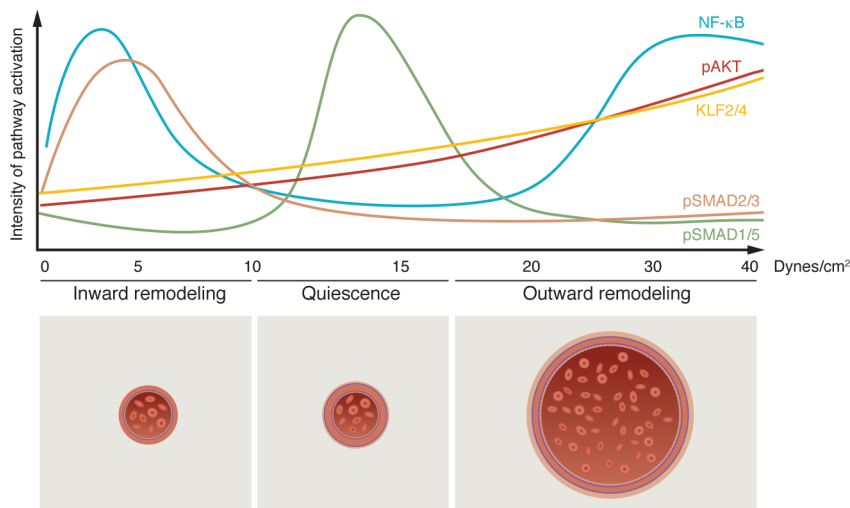 Intensity of pathway activation
NF-κB
pAKT
KLF2/4
pSMAD2/3
pSMAD1/5
0 5 10 15 20 30 40 Dynes/cm²
Inward remodeling Quiescence Outward remodeling